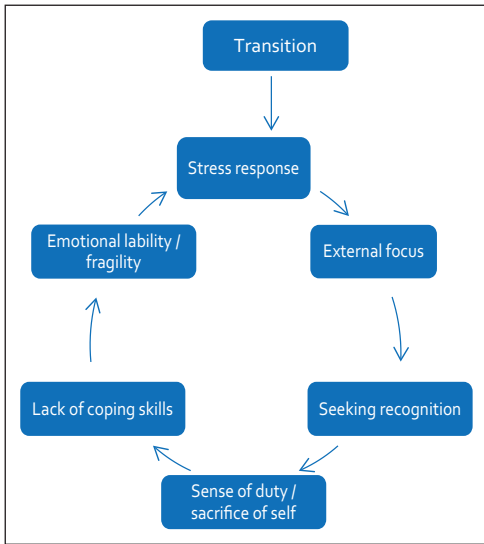 Transition
Stress response
External focus
Seeking recognition
Sense of duty /
sacrifice of self
Lack of coping skills
Emotional lability /
fragility